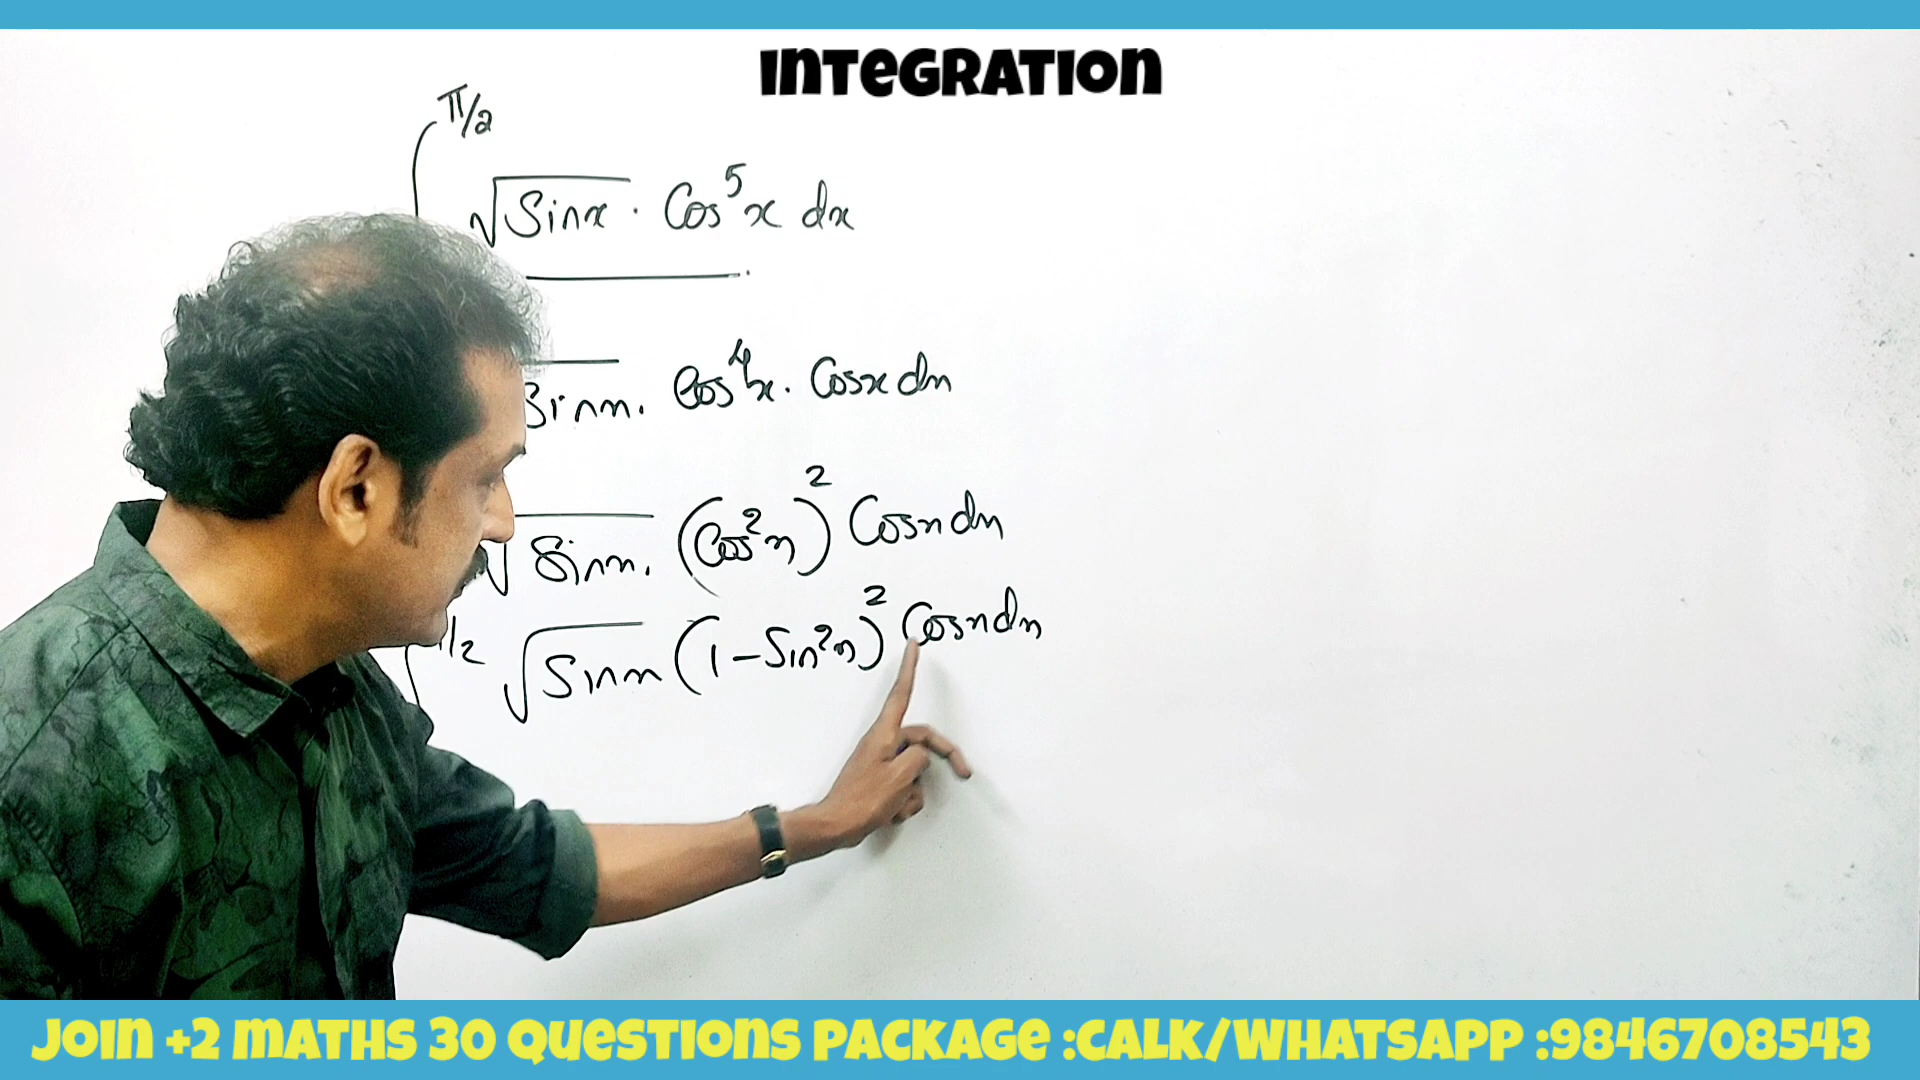 INTEGRATION
π/2
√Sinx · Cos⁵x dx
Sinx. Cos⁴x. Cosx dx
√Sinx. (Cos²x)² Cosx dx
/2 √Sinx (1-Sin²x)² Cosx dx
JOIN +2 MATHS 30 QUESTIONS PACKAGE :CALK/WHATSAPP :9846708543